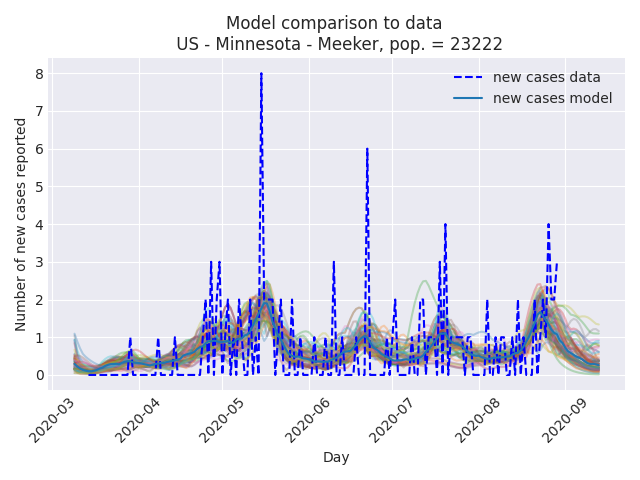 Model comparison to data
US - Minnesota - Meeker, pop. = 23222
new cases data
new cases model
Number of new cases reported
8
7
6
5
4
3
2
1
0
2020-03
2020-04
2020-05
2020-06
2020-07
2020-08
2020-09
Day